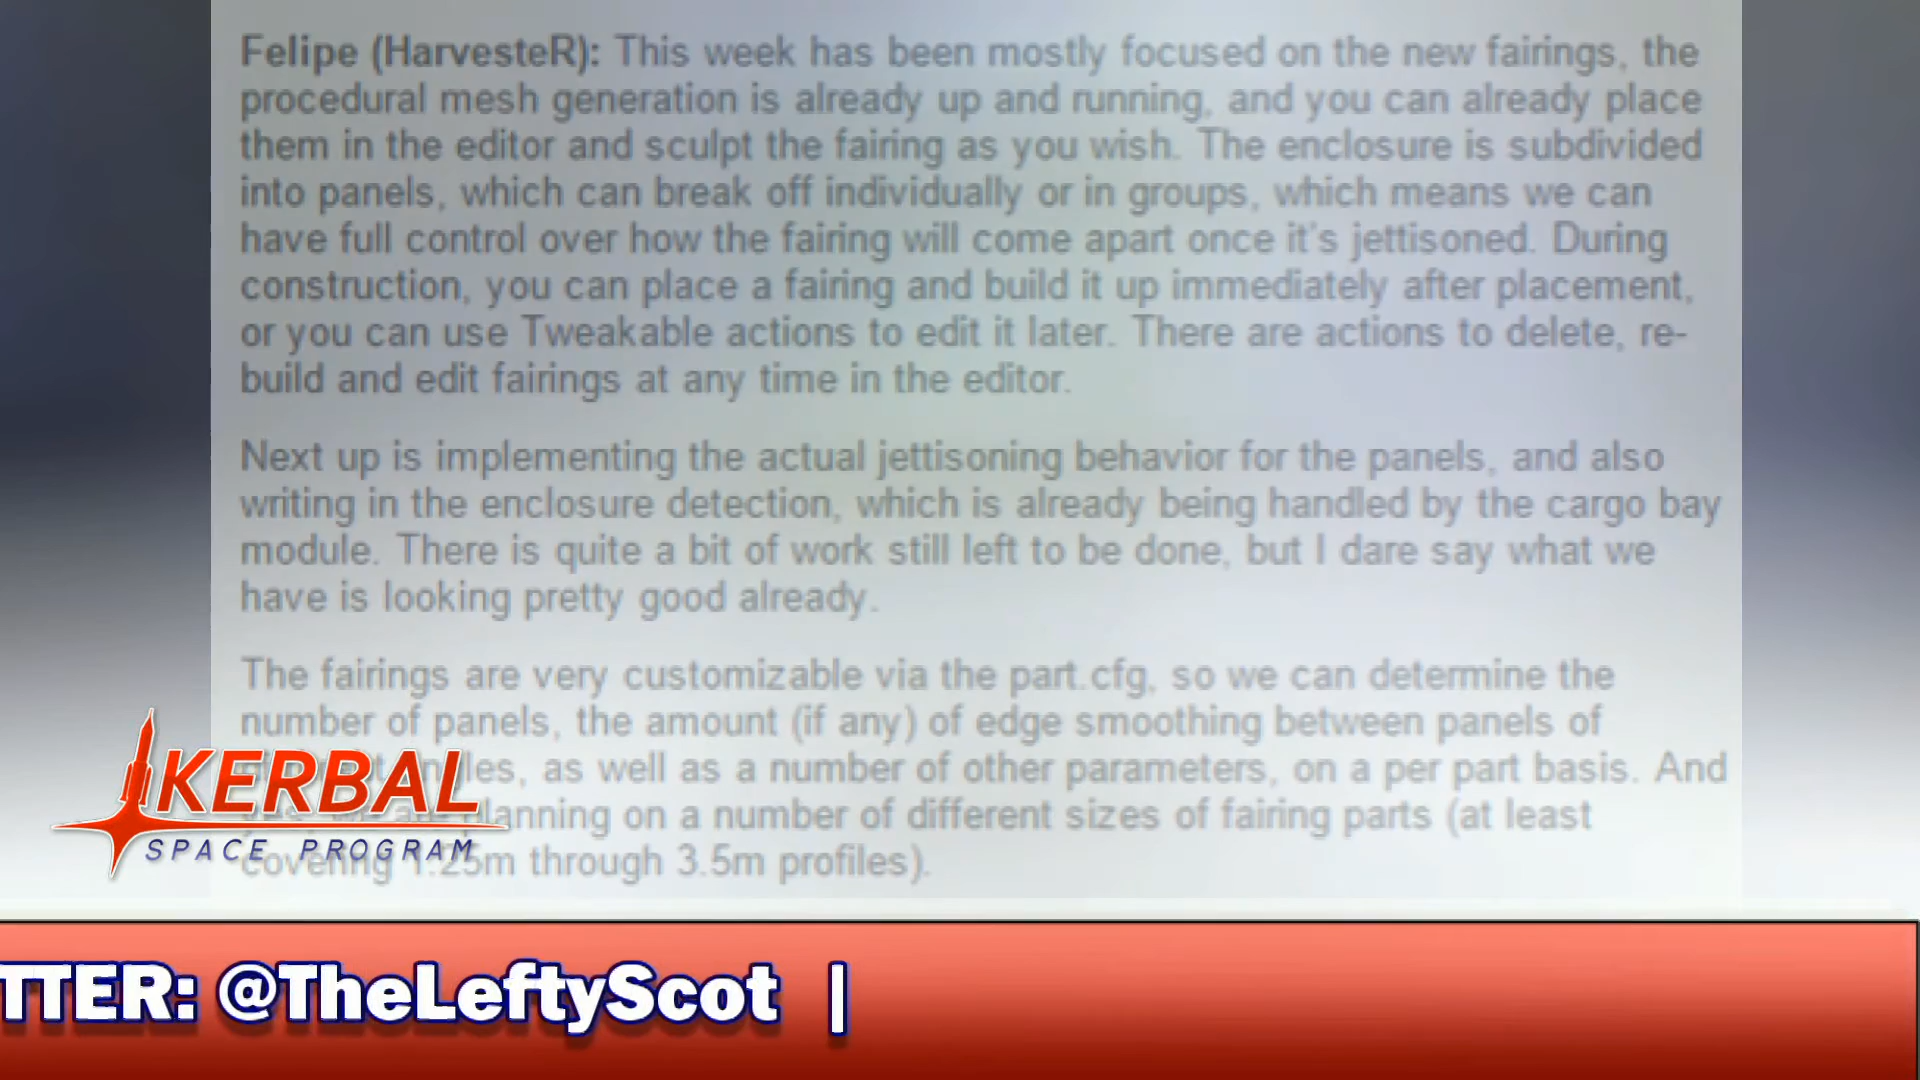 Felipe (HarvesteR): This week has been mostly focused on the new fairings, the
procedural mesh generation is already up and running, and you can already place
them in the editor and sculpt the fairing as you wish. The enclosure is subdivided
into panels, which can break off individually or in groups, which means we can
have full control over how the fairing will come apart once it's jettisoned. During
construction, you can place a fairing and build it up immediately after placement,
or you can use Tweakable actions to edit it later. There are actions to delete, re-
build and edit fairings at any time in the editor.
Next up is implementing the actual jettisoning behavior for the panels, and also
writing in the enclosure detection, which is already being handled by the cargo bay
module. There is quite a bit of work still left to be done, but I dare say what we
have is looking pretty good already.
The fairings are very customizable via the part.cfg, so we can determine the
number of panels, the amount (if any) of edge smoothing between panels of
as well as a number of other parameters, on a per part basis. And
planning on a number of different sizes of fairing parts (at least
covering 1.25m through 3.5m profiles).
KERBAL
SPACE PROGRAM
TTER: @TheLeftyScot |